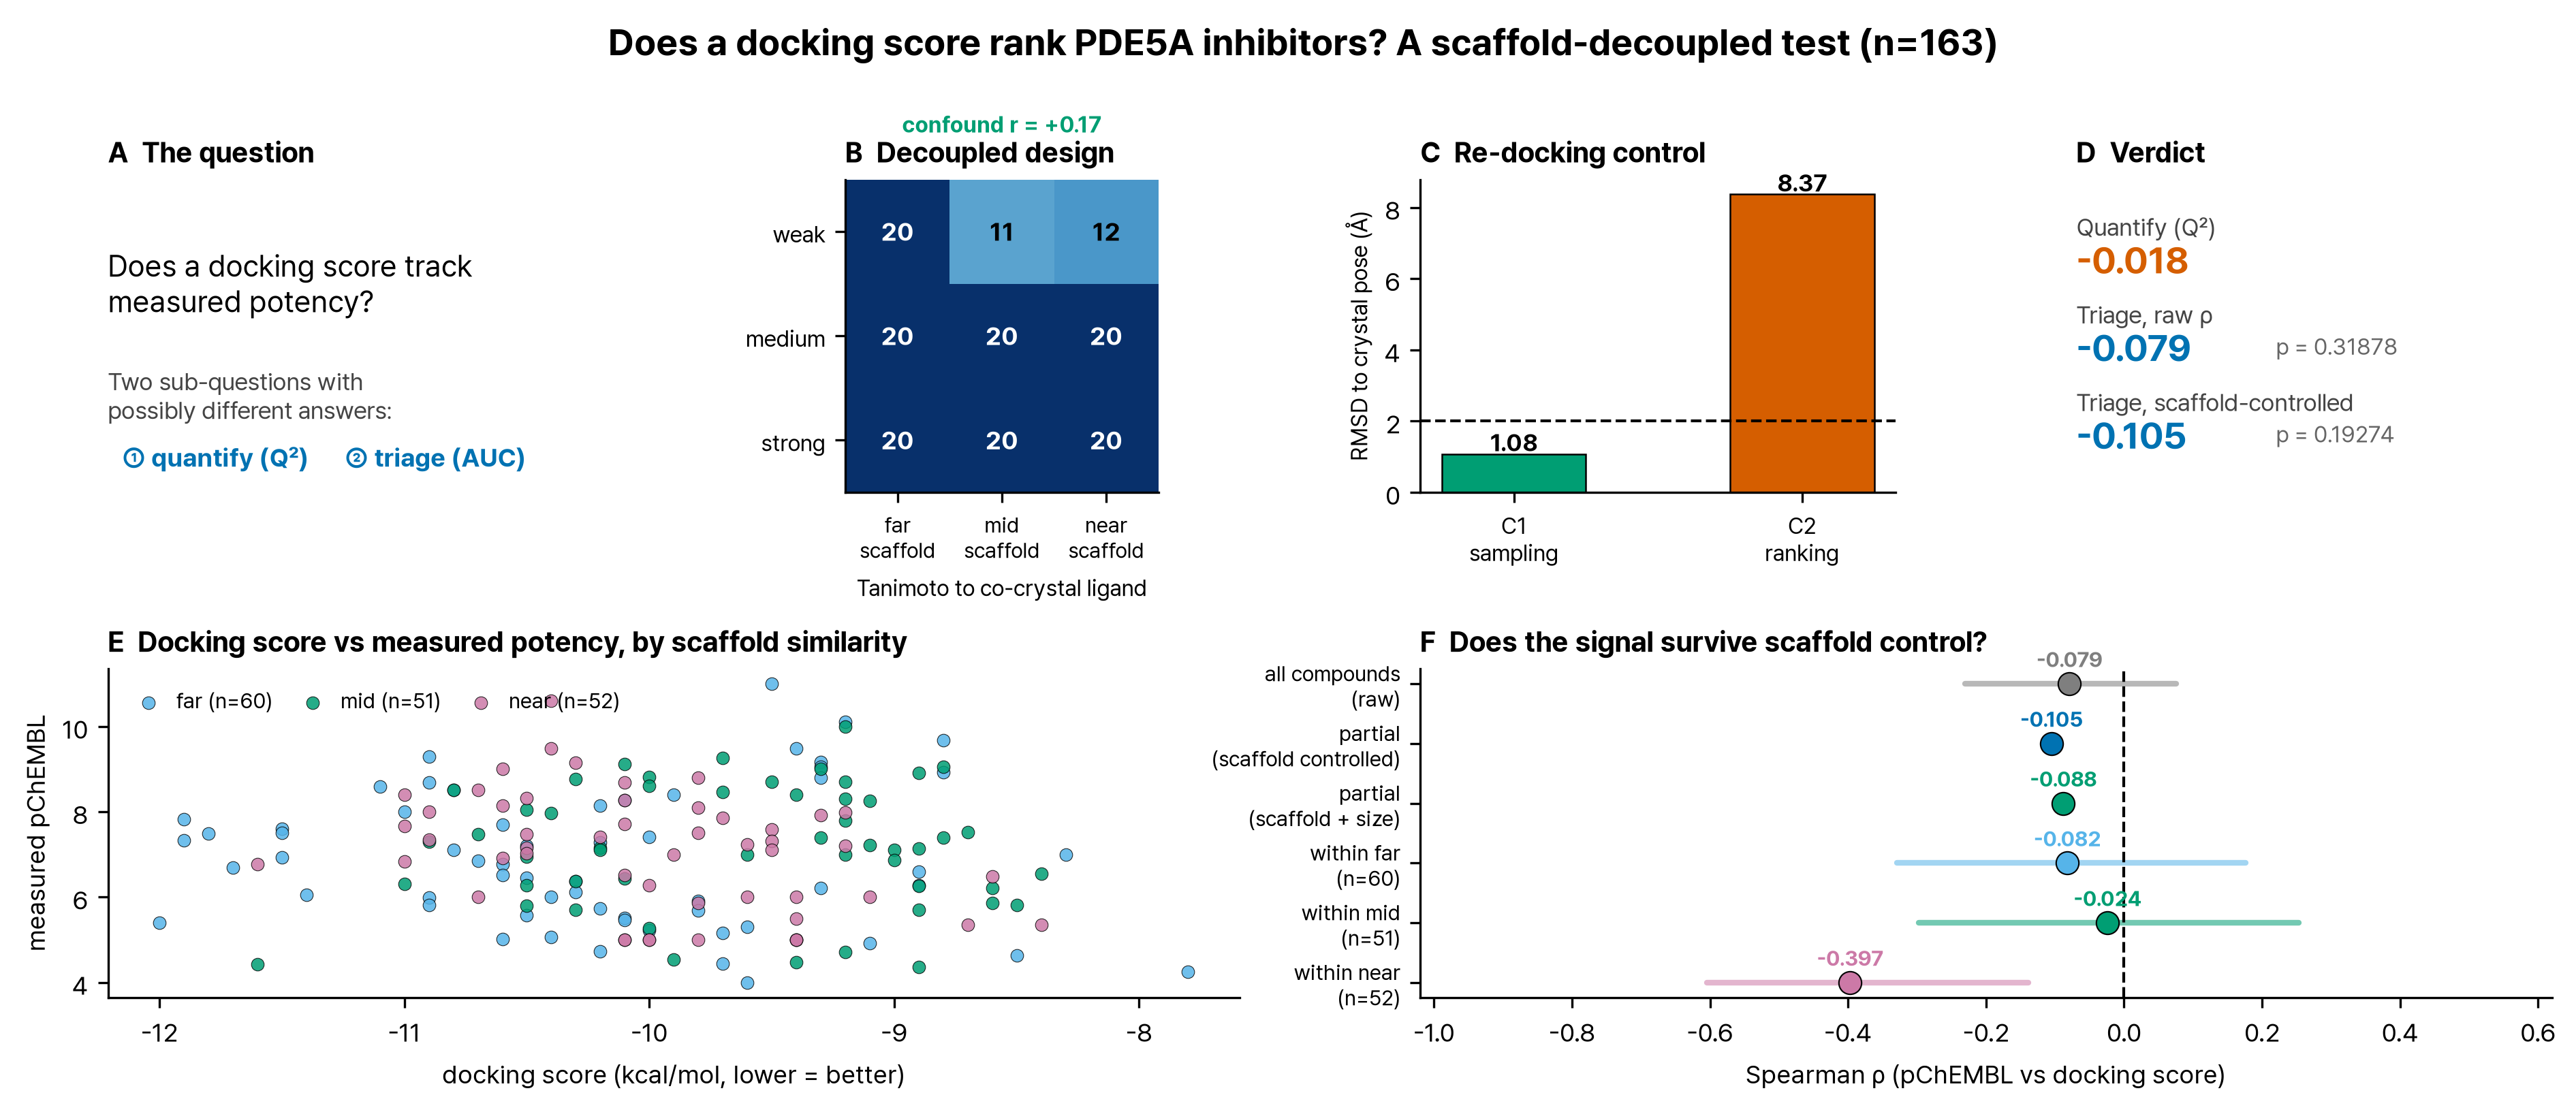 Does a docking score rank PDE5A inhibitors? A scaffold-decoupled test (n=163)
A The question
Does a docking score track
measured potency?
Two sub-questions with
possibly different answers:
① quantify (Q²) ② triage (AUC)
confound r = +0.17
B Decoupled design
weak
20 11 12
medium
20 20 20
strong
20 20 20
far
scaffold
mid
scaffold
near
scaffold
Tanimoto to co-crystal ligand
C Re-docking control
RMSD to crystal pose (Å)
8
6
4
2
0
1.08
8.37
C1
sampling
C2
ranking
D Verdict
Quantify (Q²)
-0.018
Triage, raw ρ
-0.079 p = 0.31878
Triage, scaffold-controlled
-0.105 p = 0.19274
E Docking score vs measured potency, by scaffold similarity
far (n=60) mid (n=51) near (n=52)
measured pChEMBL
10
8
6
4
-12 -11 -10 -9 -8
docking score (kcal/mol, lower = better)
F Does the signal survive scaffold control?
all compounds
(raw)
-0.079
partial
(scaffold controlled)
-0.105
partial
(scaffold + size)
-0.088
within far
(n=60)
-0.082
within mid
(n=51)
-0.024
within near
(n=52)
-0.397
-1.0 -0.8 -0.6 -0.4 -0.2 0.0 0.2 0.4 0.6
Spearman ρ (pChEMBL vs docking score)